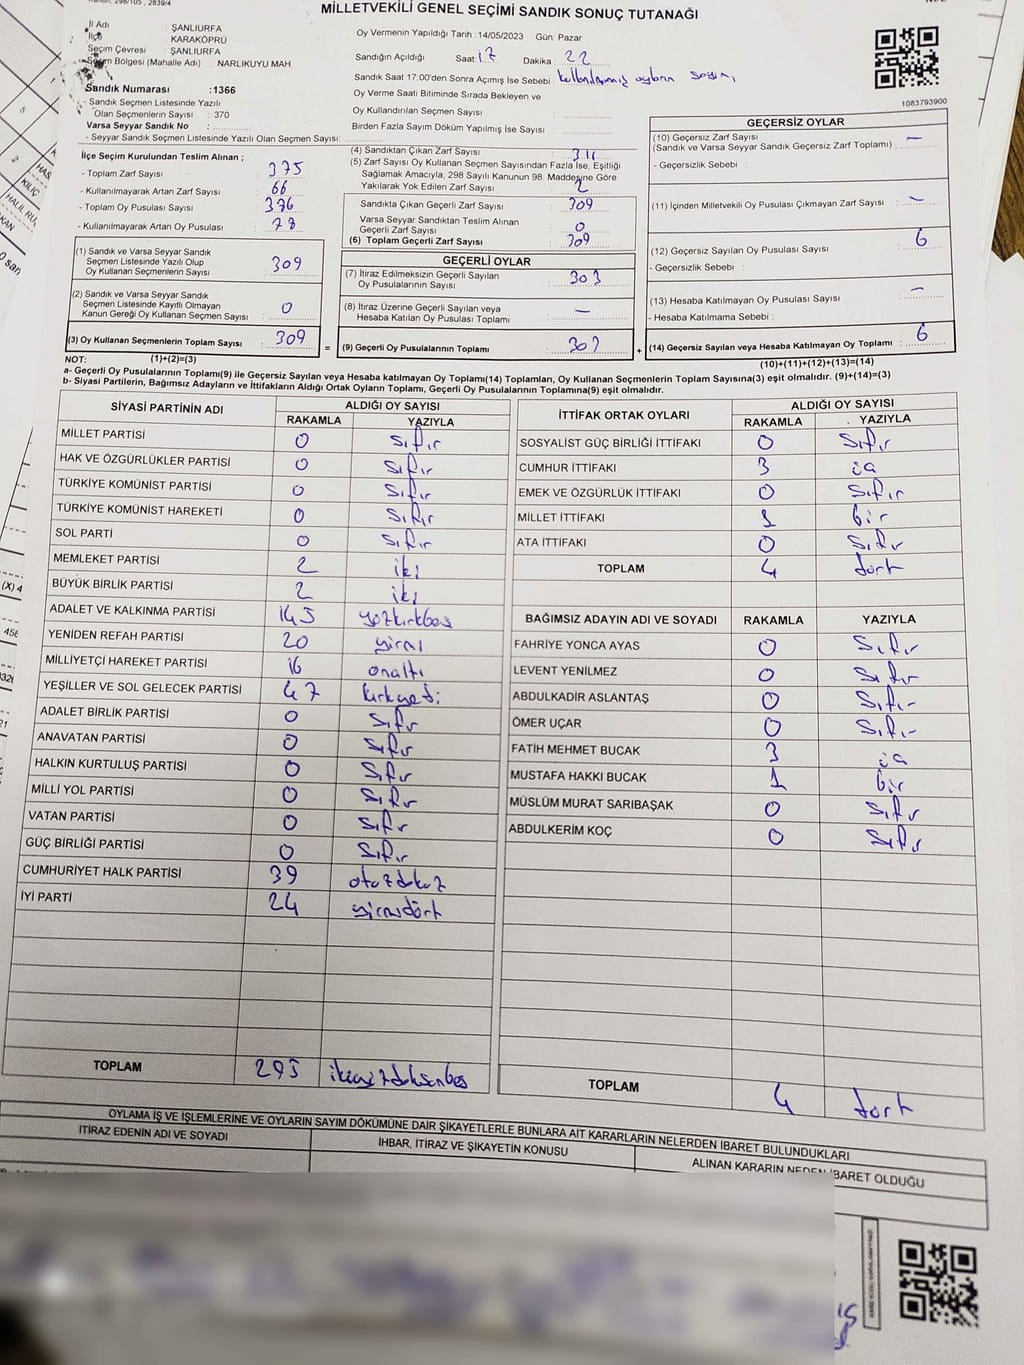 Kanun, 298/105 , 2839/4
MİLLETVEKİLİ GENEL SEÇİMİ SANDIK SONUÇ TUTANAĞI
İl Adı : ŞANLIURFA
İlçe : KARAKÖPRÜ
Seçim Çevresi : ŞANLIURFA
Seçim Bölgesi (Mahalle Adı) : NARLIKUYU MAH
Sandık Numarası :1366
- Sandık Seçmen Listesinde Yazılı
Olan Seçmenlerin Sayısı : 370
Varsa Seyyar Sandık No :
- Seyyar Sandık Seçmen Listesinde Yazılı Olan Seçmen Sayısı:
Oy Vermenin Yapıldığı Tarih :14/05/2023 Gün: Pazar
Sandığın Açıldığı Saat: 17 Dakika : 22
Sandık Saat 17:00'den Sonra Açımış İse Sebebi : kullanılmamış oyların sayımı
Oy Verme Saati Bitiminde Sırada Bekleyen ve
Oy Kullandırılan Seçmen Sayısı :
Birden Fazla Sayım Döküm Yapılmış İse Sayısı :
1083793900
İlçe Seçim Kurulundan Teslim Alınan ;
- Toplam Zarf Sayısı : 375
- Kullanılmayarak Artan Zarf Sayısı : 66
- Toplam Oy Pusulası Sayısı : 376
- Kullanılmayarak Artan Oy Pusulası : 78
(4) Sandıktan Çıkan Zarf Sayısı : 311
(5) Zarf Sayısı Oy Kullanan Seçmen Sayısından Fazla İse, Eşitliği
Sağlamak Amacıyla, 298 Sayılı Kanunun 98. Maddesine Göre
Yakılarak Yok Edilen Zarf Sayısı : 2
Sandıkta Çıkan Geçerli Zarf Sayısı : 309
Varsa Seyyar Sandıktan Teslim Alınan
Geçerli Zarf Sayısı : 0
(6) Toplam Geçerli Zarf Sayısı : 309
GEÇERSİZ OYLAR
(10) Geçersiz Zarf Sayısı : —
(Sandık ve Varsa Seyyar Sandık Geçersiz Zarf Toplamı)
- Geçersizlik Sebebi :
(11) İçinden Milletvekili Oy Pusulası Çıkmayan Zarf Sayısı : —
(12) Geçersiz Sayılan Oy Pusulası Sayısı : 6
- Geçersizlik Sebebi :
(13) Hesaba Katılmayan Oy Pusulası Sayısı : —
- Hesaba Katılmama Sebebi :
(14) Geçersiz Sayılan veya Hesaba Katılmayan Oy Toplamı : 6
(1) Sandık ve Varsa Seyyar Sandık
Seçmen Listesinde Yazılı Olup
Oy Kullanan Seçmenlerin Sayısı : 309
(2) Sandık ve Varsa Seyyar Sandık
Seçmen Listesinde Kayıtlı Olmayan
Kanun Gereği Oy Kullanan Seçmen Sayısı : 0
(3) Oy Kullanan Seçmenlerin Toplam Sayısı : 309
GEÇERLİ OYLAR
(7) İtiraz Edilmeksizin Geçerli Sayılan
Oy Pusulalarının Sayısı : 303
(8) İtiraz Üzerine Geçerli Sayılan veya
Hesaba Katılan Oy Pusulası Toplamı : —
= (9) Geçerli Oy Pusulalarının Toplamı : 303 +
NOT: (1)+(2)=(3) (10)+(11)+(12)+(13)=(14)
a- Geçerli Oy Pusulaları Toplamı(9) ile Geçersiz Sayılan veya Hesaba katılmayan Oy Toplamı(14) Toplamları, Oy Kullanan Seçmenlerin Toplam Sayısına(3) eşit olmalıdır. (9)+(14)=(3)
b- Siyasi Partilerin, Bağımsız Adayların ve İttifakların Aldığı Ortak Oyların Toplamı, Geçerli Oy Pusulalarının Toplamına(9) eşit olmalıdır.
SİYASİ PARTİNİN ADI ALDIĞI OY SAYISI
RAKAMLA YAZIYLA
MİLLET PARTİSİ 0 sıfır
HAK VE ÖZGÜRLÜKLER PARTİSİ 0 sıfır
TÜRKİYE KOMÜNİST PARTİSİ 0 sıfır
TÜRKİYE KOMÜNİST HAREKETİ 0 sıfır
SOL PARTİ 0 sıfır
MEMLEKET PARTİSİ 2 iki
BÜYÜK BİRLİK PARTİSİ 2 iki
ADALET VE KALKINMA PARTİSİ 145 yüzkırkbeş
YENİDEN REFAH PARTİSİ 20 yirmi
MİLLİYETÇİ HAREKET PARTİSİ 16 onaltı
YEŞİLLER VE SOL GELECEK PARTİSİ 47 kırkyedi
ADALET BİRLİK PARTİSİ 0 sıfır
ANAVATAN PARTİSİ 0 sıfır
HALKIN KURTULUŞ PARTİSİ 0 sıfır
MİLLİ YOL PARTİSİ 0 sıfır
VATAN PARTİSİ 0 sıfır
GÜÇ BİRLİĞİ PARTİSİ 0 sıfır
CUMHURİYET HALK PARTİSİ 39 otuzdokuz
İYİ PARTİ 24 yirmidört
TOPLAM 295 ikiyüzdoksanbeş
İTTİFAK ORTAK OYLARI ALDIĞI OY SAYISI
RAKAMLA YAZIYLA
SOSYALİST GÜÇ BİRLİĞİ İTTİFAKI 0 sıfır
CUMHUR İTTİFAKI 3 üç
EMEK VE ÖZGÜRLÜK İTTİFAKI 0 sıfır
MİLLET İTTİFAKI 1 bir
ATA İTTİFAKI 0 sıfır
TOPLAM 4 dört
BAĞIMSIZ ADAYIN ADI VE SOYADI RAKAMLA YAZIYLA
FAHRİYE YONCA AYAS 0 sıfır
LEVENT YENİLMEZ 0 sıfır
ABDULKADİR ASLANTAŞ 0 sıfır
ÖMER UÇAR 0 sıfır
FATİH MEHMET BUCAK 3 üç
MUSTAFA HAKKI BUCAK 1 bir
MÜSLÜM MURAT SARIBAŞAK 0 sıfır
ABDULKERİM KOÇ 0 sıfır
TOPLAM 4 dört
OYLAMA İŞ VE İŞLEMLERİNE VE OYLARIN SAYIM DÖKÜMÜNE DAİR ŞİKAYETLERLE BUNLARA AİT KARARLARIN NELERDEN İBARET BULUNDUKLARI
İTİRAZ EDENİN ADI VE SOYADI İHBAR, İTİRAZ VE ŞİKAYETİN KONUSU ALINAN KARARIN NEDEN İBARET OLDUĞU